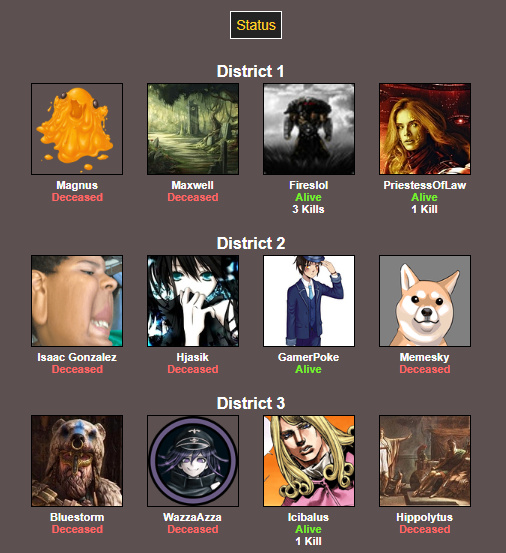 Status
District 1
Magnus
Deceased
Maxwell
Deceased
Fireslol
Alive
3 Kills
PriestessOfLaw
Alive
1 Kill
District 2
Isaac Gonzalez
Deceased
Hjasik
Deceased
GamerPoke
Alive
Memesky
Deceased
District 3
Bluestorm
Deceased
WazzaAzza
Deceased
Icibalus
Alive
1 Kill
Hippolytus
Deceased